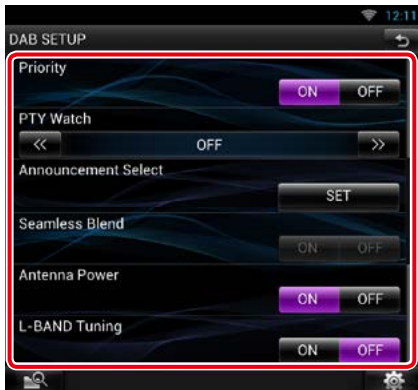 12:11
DAB SETUP
Priority
ON OFF
PTY Watch
<< OFF >>
Announcement Select
SET
Seamless Blend
ON OFF
Antenna Power
ON OFF
L-BAND Tuning
ON OFF